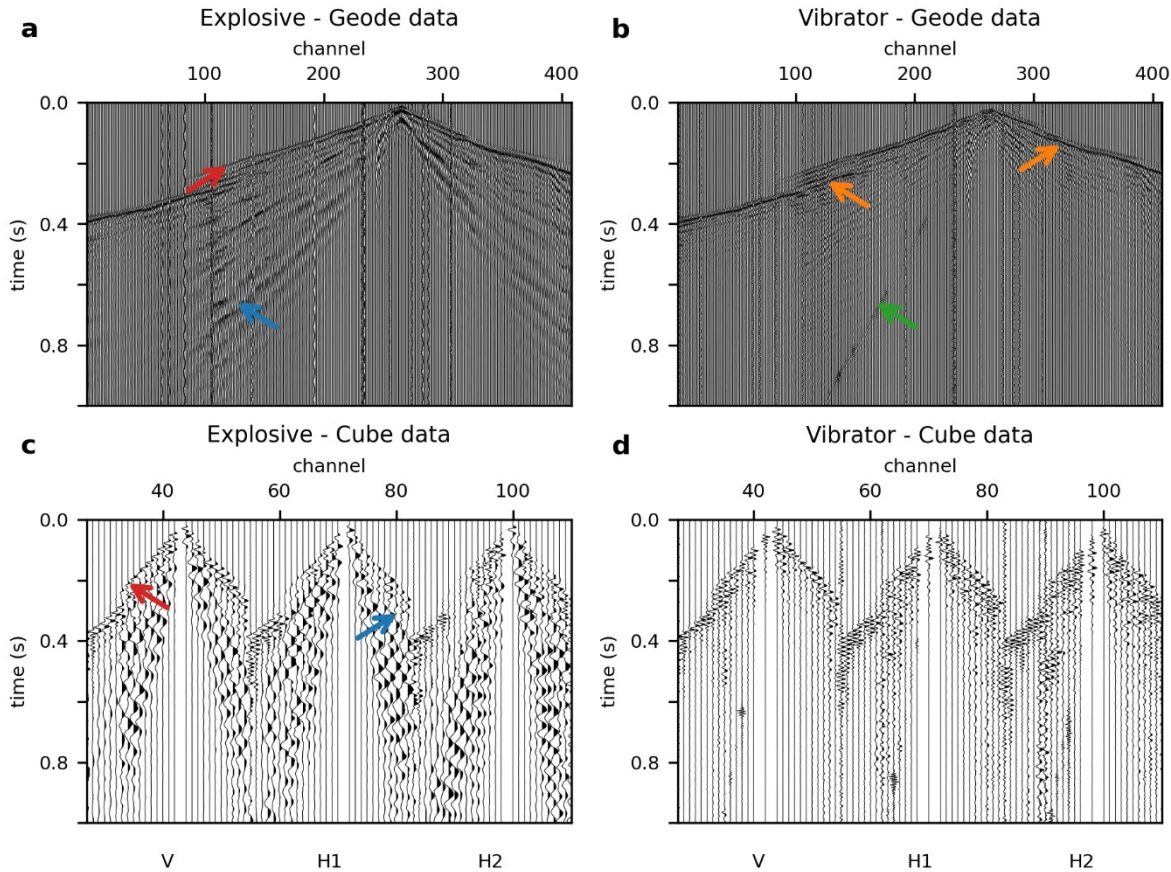 a
Explosive - Geode data
channel
100 200 300 400
0.0
0.4
0.8
time (s)
b
Vibrator - Geode data
channel
100 200 300 400
0.0
0.4
0.8
time (s)
c
Explosive - Cube data
channel
40 60 80 100
0.0
0.4
0.8
time (s)
V H1 H2
d
Vibrator - Cube data
channel
40 60 80 100
0.0
0.4
0.8
time (s)
V H1 H2